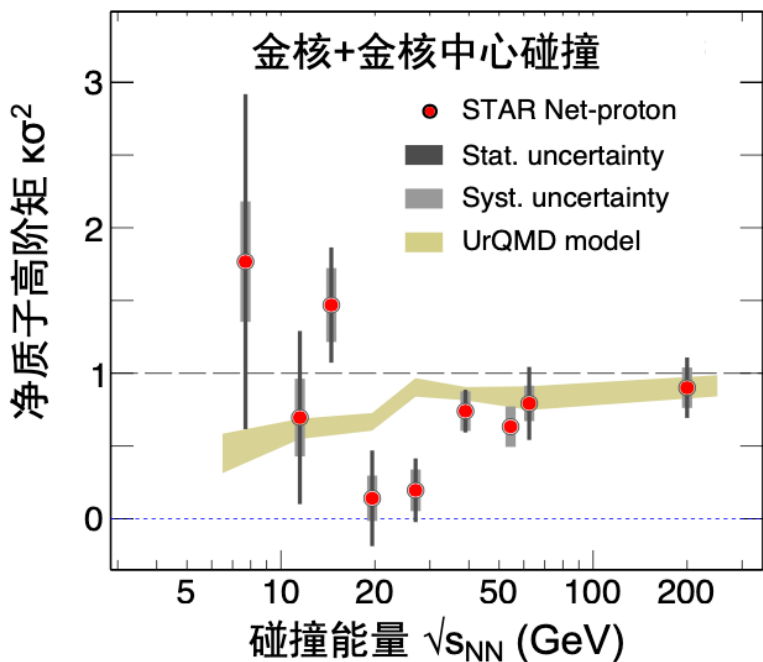 金核+金核中心碰撞
STAR Net-proton
Stat. uncertainty
Syst. uncertainty
UrQMD model
净质子高阶矩 κσ²
3
2
1
0
5 10 20 50 100 200
碰撞能量 √sNN (GeV)